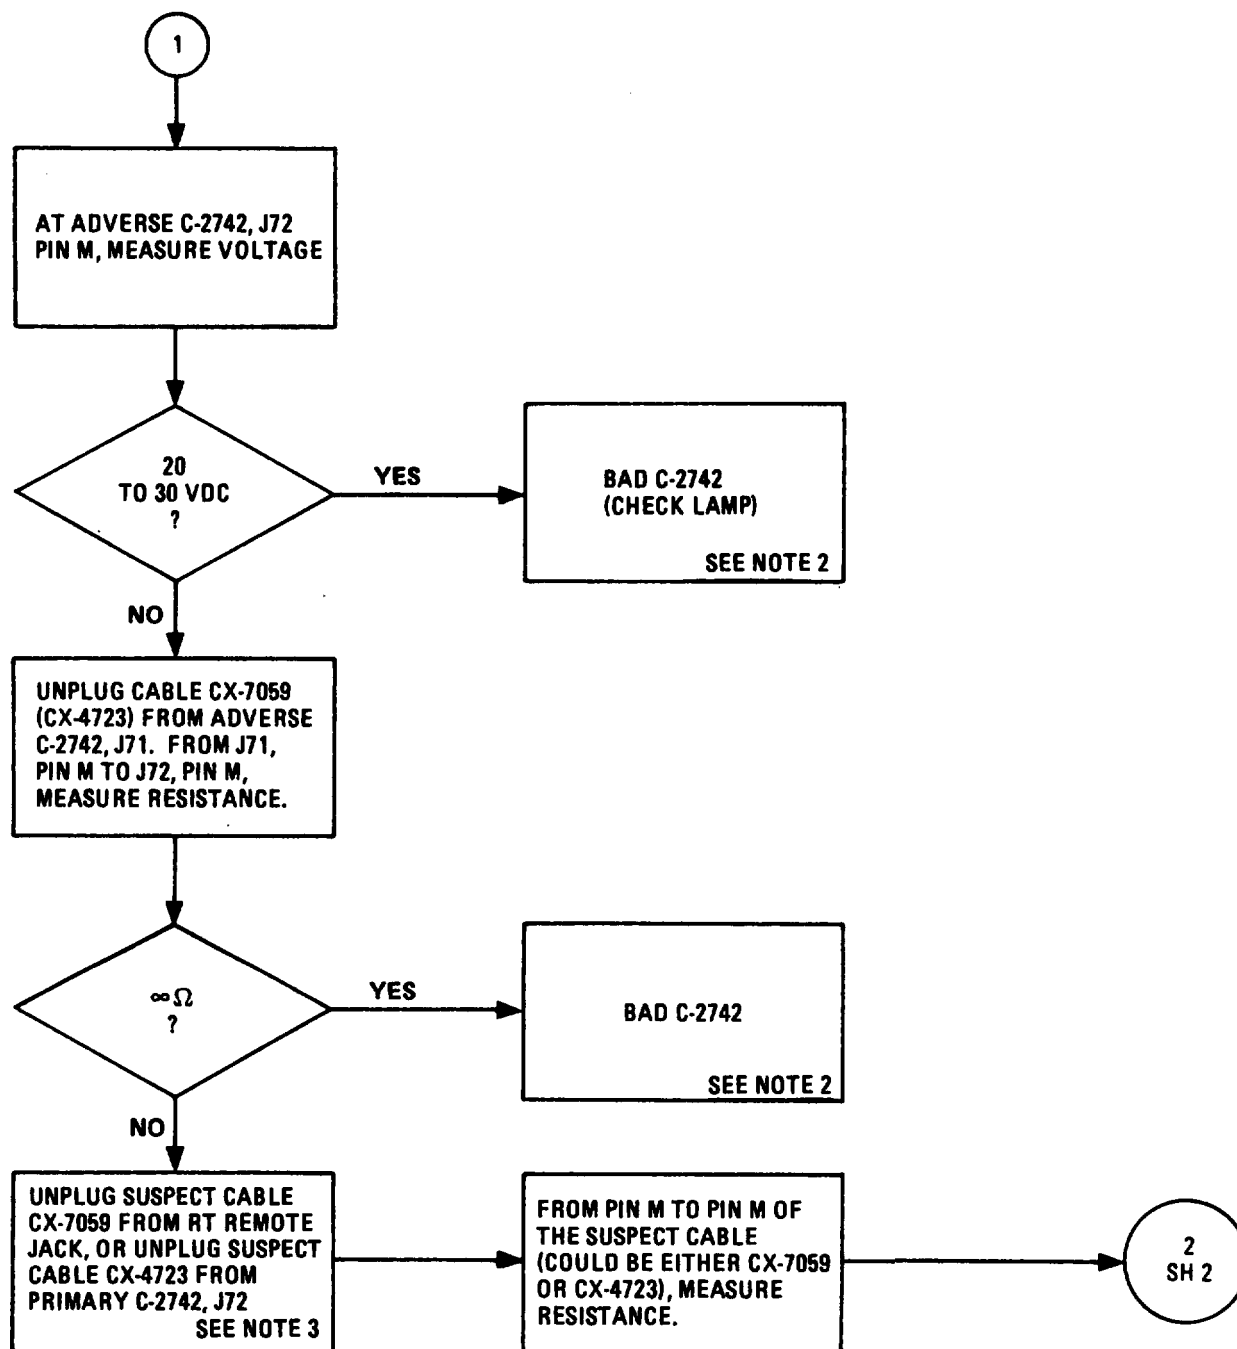 1
AT ADVERSE C-2742, J72
PIN M, MEASURE VOLTAGE
20
TO 30 VDC
?
YES
BAD C-2742
(CHECK LAMP)
SEE NOTE 2
NO
UNPLUG CABLE CX-7059
(CX-4723) FROM ADVERSE
C-2742, J71. FROM J71,
PIN M TO J72, PIN M,
MEASURE RESISTANCE.
∞ Ω
?
YES
BAD C-2742
SEE NOTE 2
NO
UNPLUG SUSPECT CABLE
CX-7059 FROM RT REMOTE
JACK, OR UNPLUG SUSPECT
CABLE CX-4723 FROM
PRIMARY C-2742, J72
SEE NOTE 3
FROM PIN M TO PIN M OF
THE SUSPECT CABLE
(COULD BE EITHER CX-7059
OR CX-4723), MEASURE
RESISTANCE.
2
SH 2